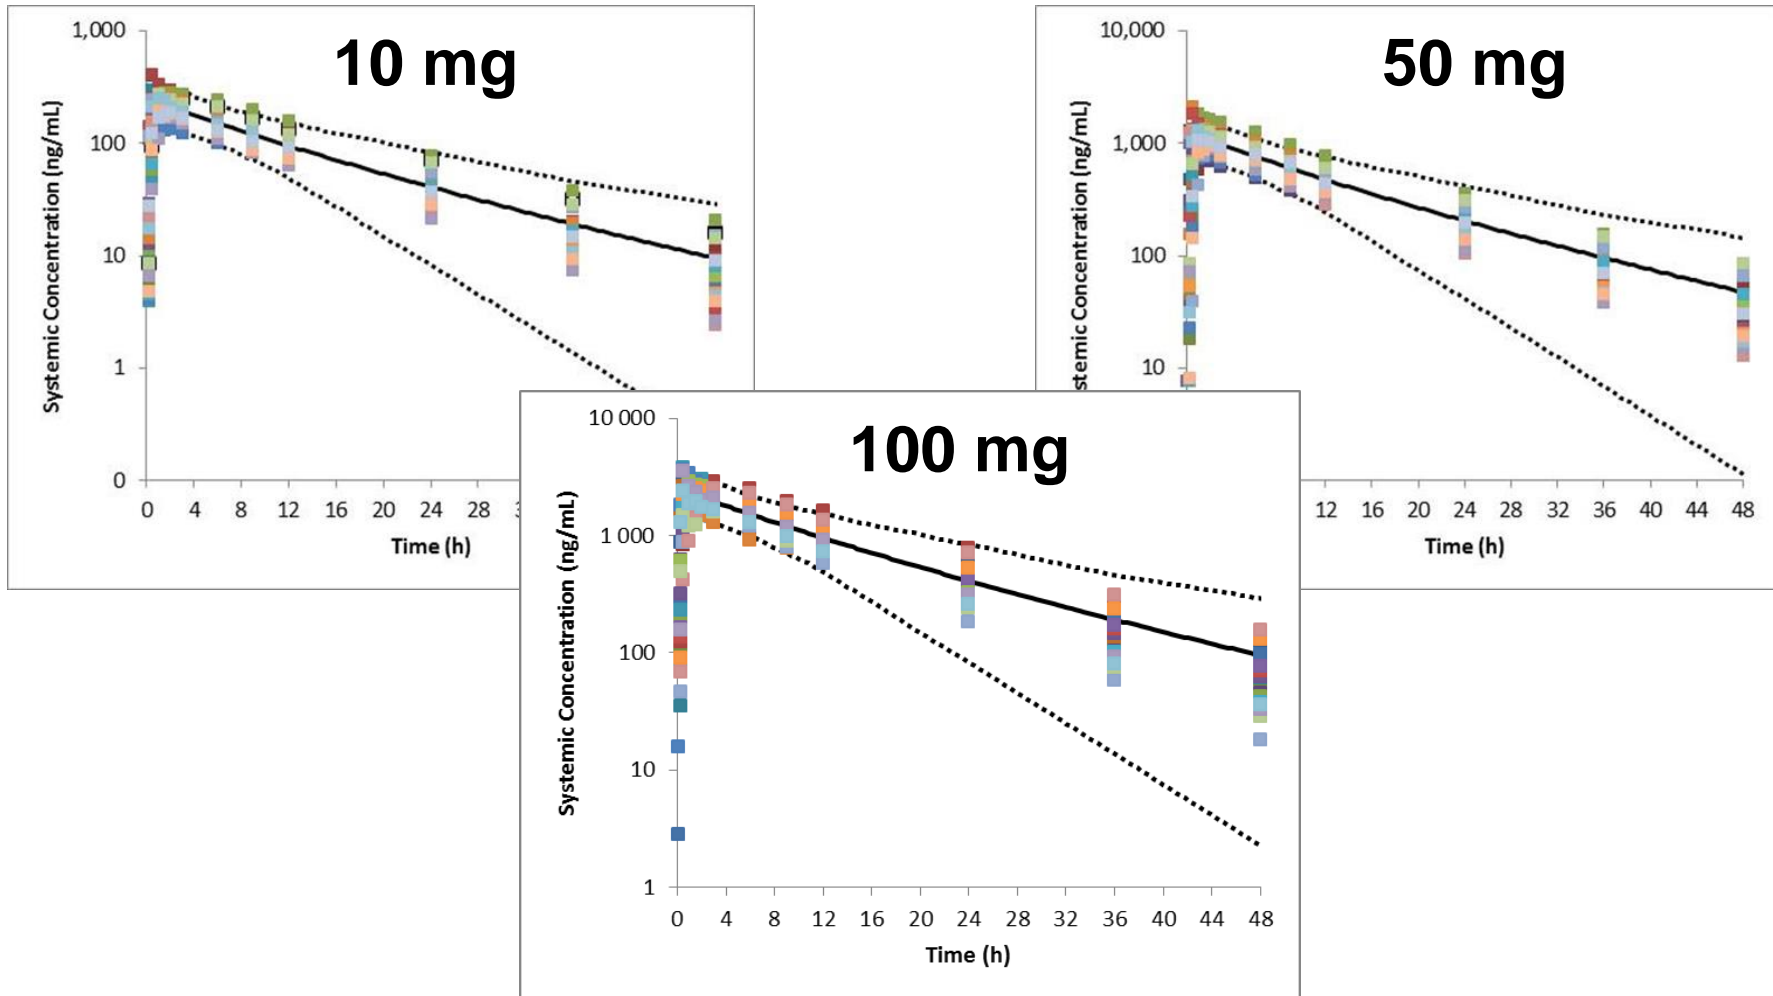 10 mg
1,000
100
10
1
0
Systemic Concentration (ng/mL)
0 4 8 12 16 20 24 28
Time (h)
50 mg
10,000
1,000
100
10
stemic Concentration (ng/mL)
12 16 20 24 28 32 36 40 44 48
Time (h)
100 mg
10 000
1 000
100
10
1
Systemic Concentration (ng/mL)
0 4 8 12 16 20 24 28 32 36 40 44 48
Time (h)